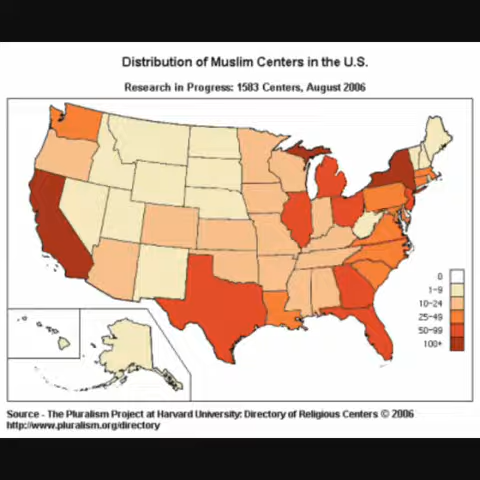 Distribution of Muslim Centers in the U.S.
Research in Progress: 1583 Centers, August 2006
0
1-9
10-24
25-49
50-99
100+
Source - The Pluralism Project at Harvard University: Directory of Religious Centers © 2006
http://www.pluralism.org/directory